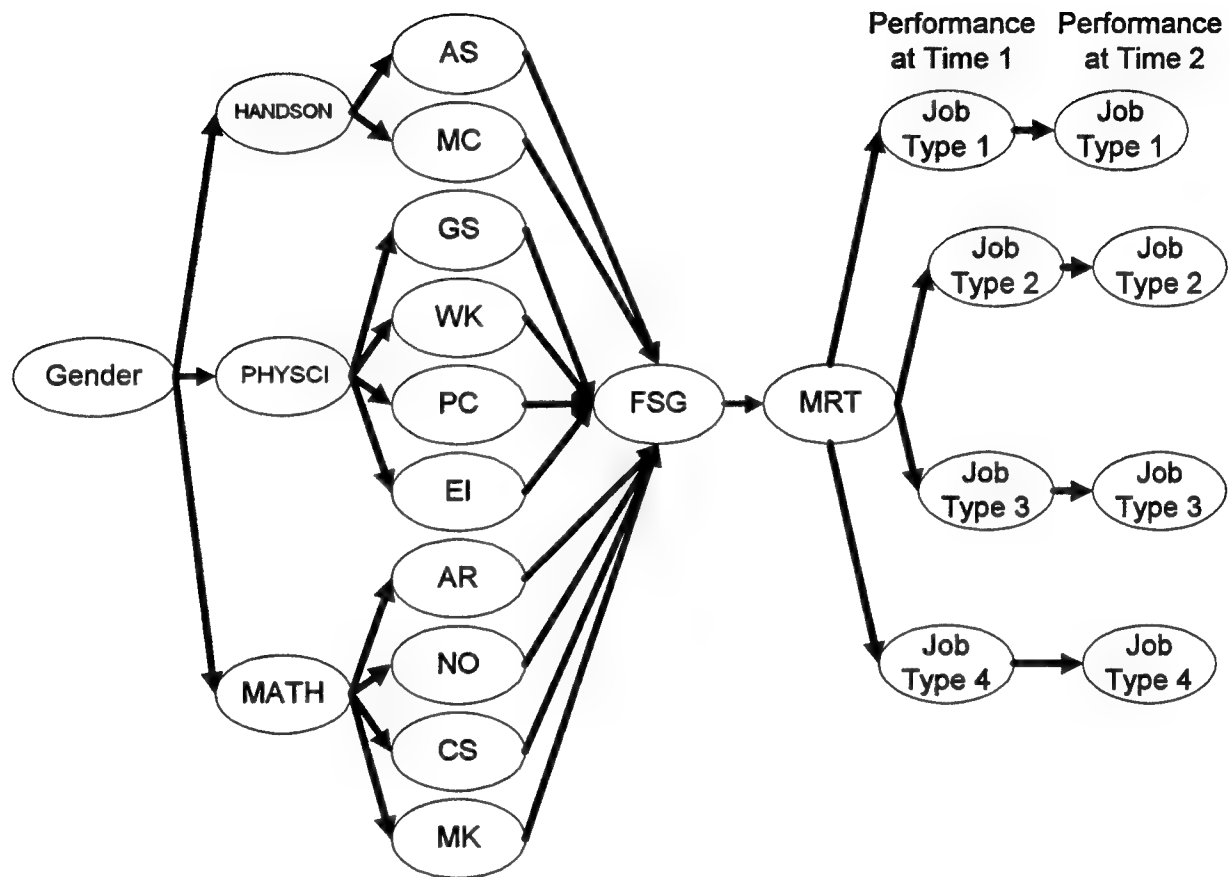 Performance
at Time 1
Performance
at Time 2
AS
HANDSON
MC
GS
WK
Gender
PHYSCI
PC
EI
AR
NO
MATH
CS
MK
FSG
MRT
Job
Type 1
Job
Type 1
Job
Type 2
Job
Type 2
Job
Type 3
Job
Type 3
Job
Type 4
Job
Type 4